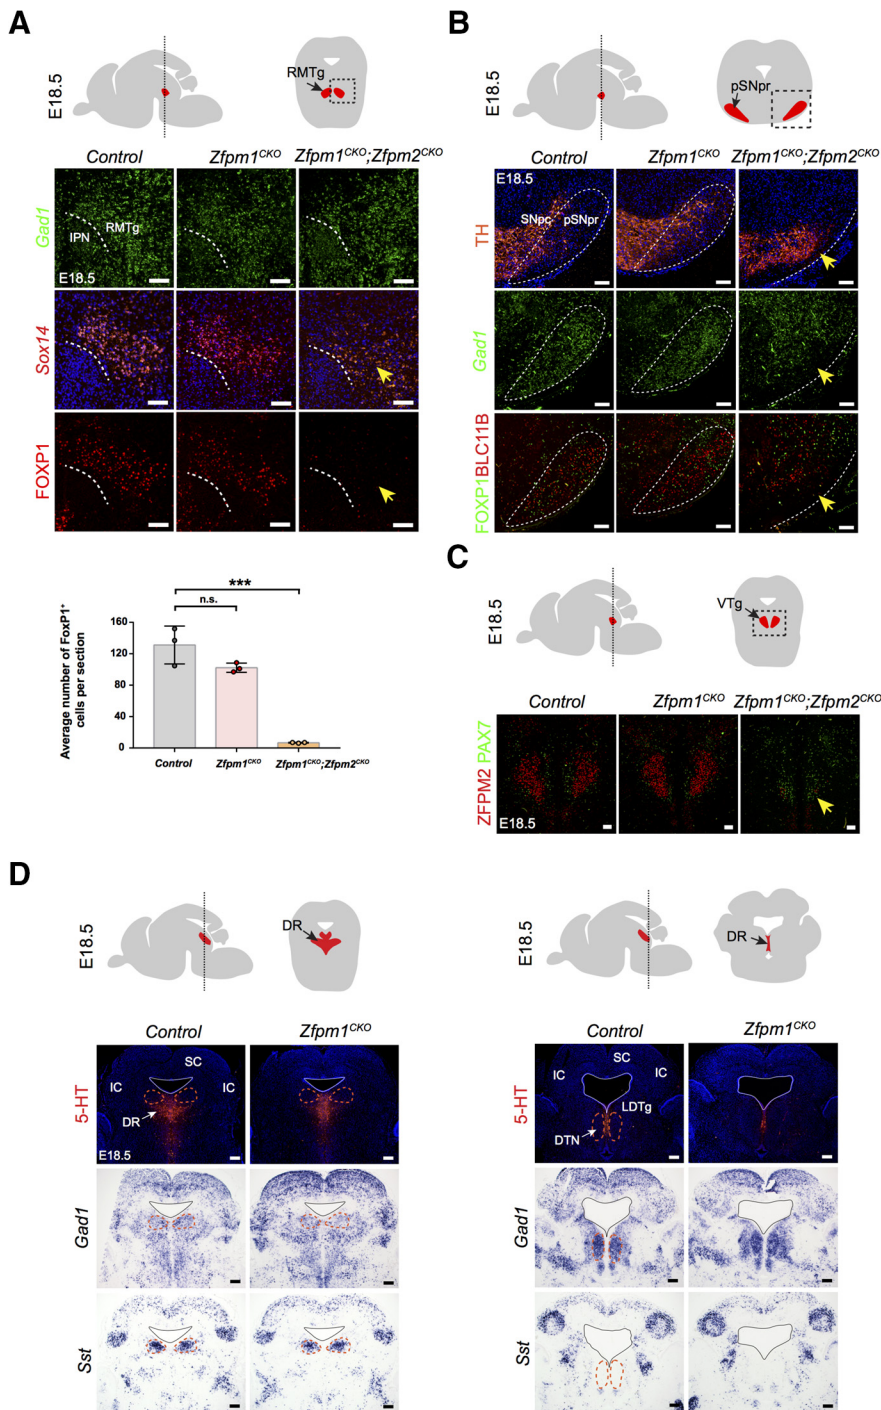 A
E18.5
RMTg
Control
Zfpm1CKO
Zfpm1CKO;Zfpm2CKO
Gad1
IPN
RMTg
E18.5
Sox14
FOXP1
Average number of FoxP1+
cells per section
160
120
80
40
0
n.s.
***
Control
Zfpm1CKO
Zfpm1CKO;Zfpm2CKO
B
E18.5
pSNpr
Control
Zfpm1CKO
Zfpm1CKO;Zfpm2CKO
TH
E18.5
SNpc
pSNpr
Gad1
FOXP1BLC11B
C
E18.5
VTg
Control
Zfpm1CKO
Zfpm1CKO;Zfpm2CKO
ZFPM2 PAX7
E18.5
D
E18.5
DR
Control
Zfpm1CKO
5-HT
SC
IC
IC
DR
E18.5
Gad1
Sst
E18.5
DR
Control
Zfpm1CKO
5-HT
SC
IC
IC
LDTg
DTN
Gad1
Sst